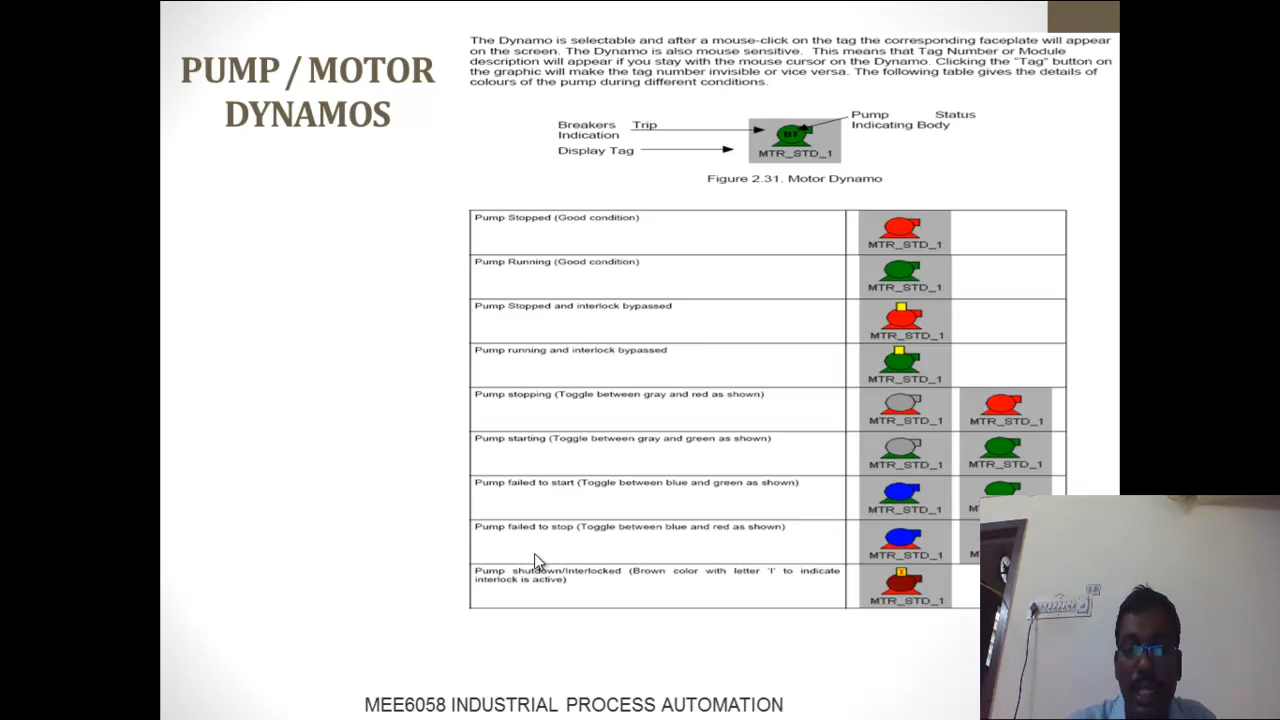 PUMP / MOTOR
DYNAMOS
The Dynamo is selectable and after a mouse-click on the tag the corresponding faceplate will appear
on the screen. The Dynamo is also mouse sensitive. This means that Tag Number or Module
description will appear if you stay with the mouse cursor on the Dynamo. Clicking the "Tag" button on
the graphic will make the tag number invisible or vice versa. The following table gives the details of
colours of the pump during different conditions.
Breakers Trip
Indication
Display Tag
BT
MTR_STD_1
Pump Status
Indicating Body
Figure 2.31. Motor Dynamo
Pump Stopped (Good condition)
MTR_STD_1
Pump Running (Good condition)
MTR_STD_1
Pump Stopped and interlock bypassed
MTR_STD_1
Pump running and interlock bypassed
MTR_STD_1
Pump stopping (Toggle between gray and red as shown)
MTR_STD_1 MTR_STD_1
Pump starting (Toggle between gray and green as shown)
MTR_STD_1 MTR_STD_1
Pump failed to start (Toggle between blue and green as shown)
MTR_STD_1
Pump failed to stop (Toggle between blue and red as shown)
MTR_STD_1
Pump shutdown/Interlocked (Brown color with letter 'I' to indicate
interlock is active)
I
MTR_STD_1
MEE6058 INDUSTRIAL PROCESS AUTOMATION